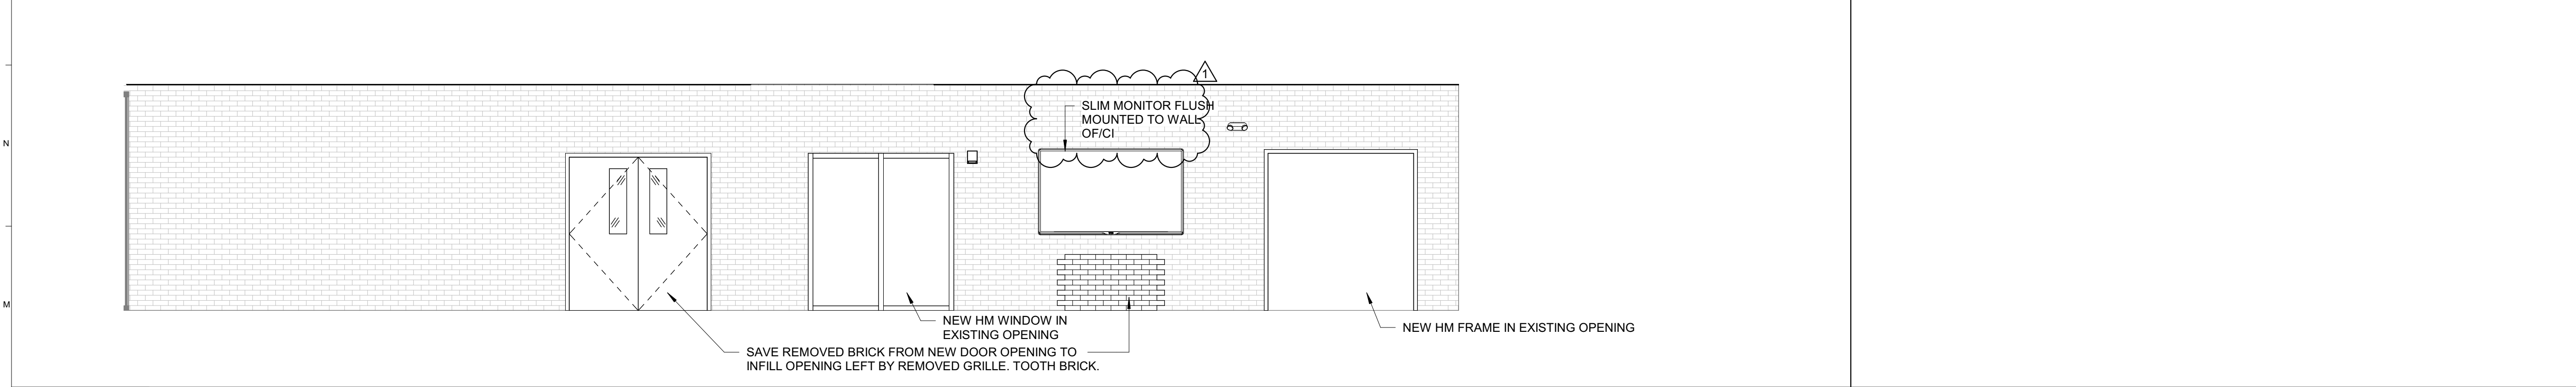 1
SLIM MONITOR FLUSH
MOUNTED TO WALL
OF/CI
N
M
NEW HM WINDOW IN
EXISTING OPENING
NEW HM FRAME IN EXISTING OPENING
SAVE REMOVED BRICK FROM NEW DOOR OPENING TO
INFILL OPENING LEFT BY REMOVED GRILLE. TOOTH BRICK.